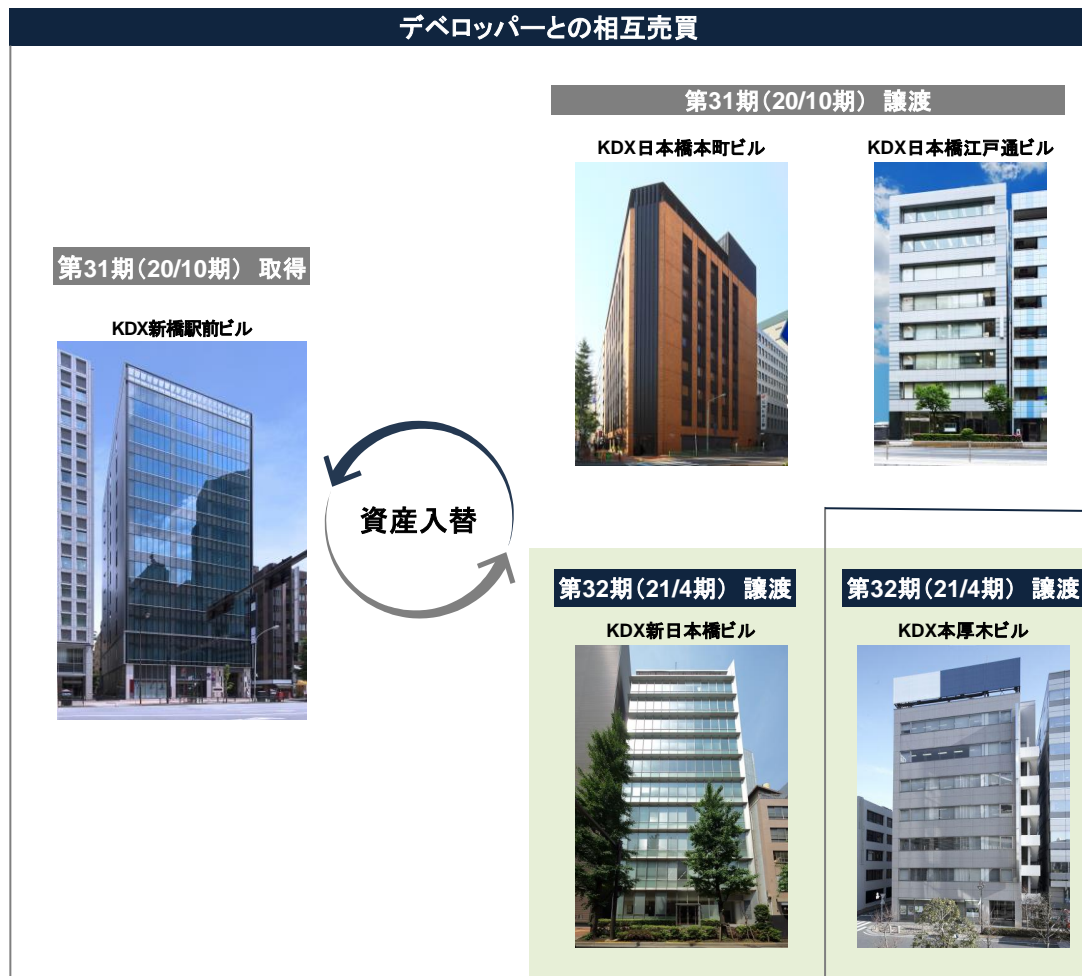 デベロッパーとの相互売買
第31期(20/10期) 譲渡
KDX日本橋本町ビル
KDX日本橋江戸通ビル
第31期(20/10期) 取得
KDX新橋駅前ビル
資産入替
第32期(21/4期) 譲渡
KDX新日本橋ビル
第32期(21/4期) 譲渡
KDX本厚木ビル